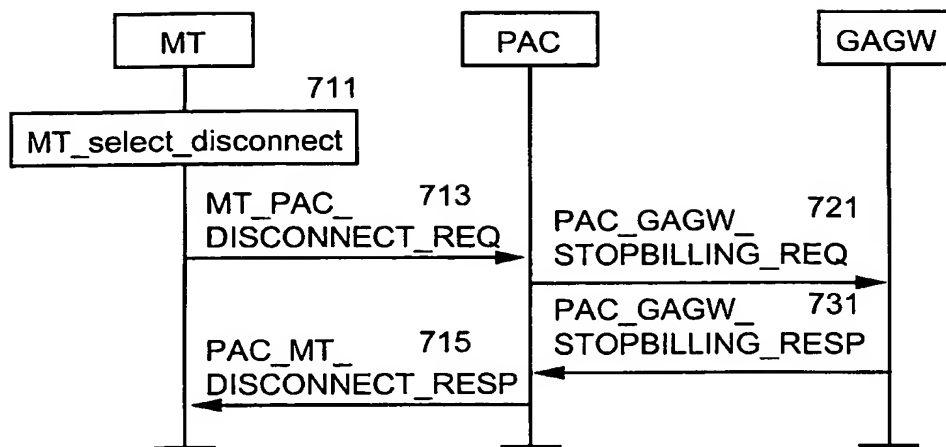 MT
PAC
GAGW
711
MT_select_disconnect
MT_PAC_ 713
DISCONNECT_REQ
PAC_GAGW_ 721
STOPBILLING_REQ
PAC_GAGW_ 731
STOPBILLING_RESP
PAC_MT_ 715
DISCONNECT_RESP